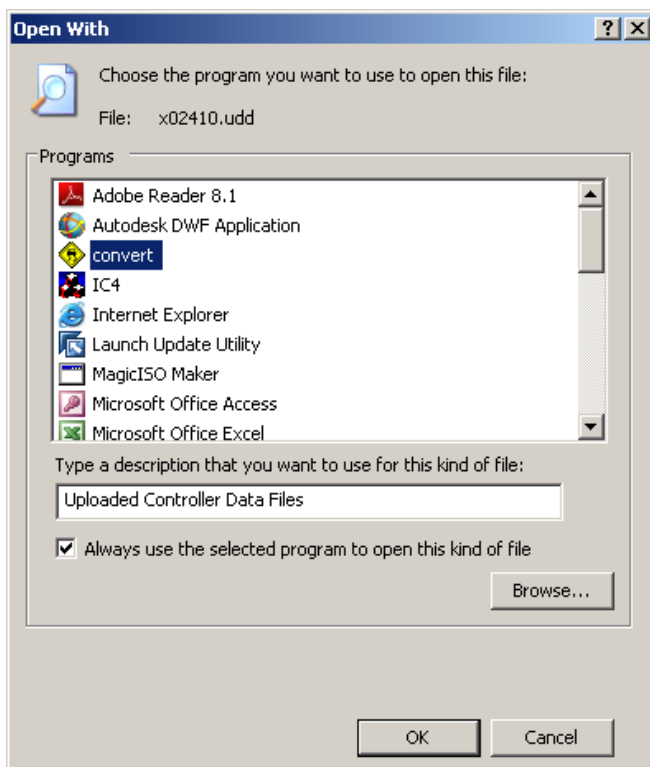 Open With
Choose the program you want to use to open this file:
File: x02410.udd
Programs
Adobe Reader 8.1
Autodesk DWF Application
convert
IC4
Internet Explorer
Launch Update Utility
MagicISO Maker
Microsoft Office Access
Microsoft Office Excel
Type a description that you want to use for this kind of file:
Uploaded Controller Data Files
Always use the selected program to open this kind of file
Browse...
OK Cancel